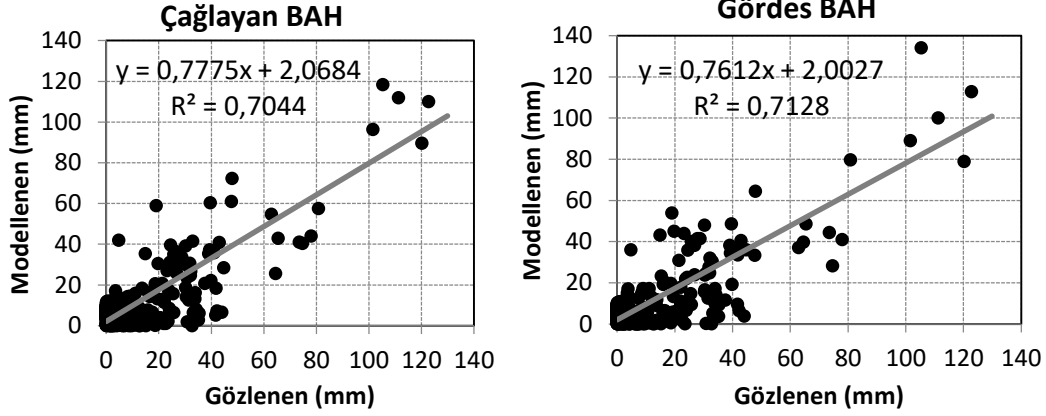 Çağlayan BAH
140
120
100
80
60
40
20
0
Modellenen (mm)
y = 0,7775x + 2,0684
R² = 0,7044
0 20 40 60 80 100 120 140
Gözlenen (mm)
Gördes BAH
140
120
100
80
60
40
20
0
Modellenen (mm)
y = 0,7612x + 2,0027
R² = 0,7128
0 20 40 60 80 100 120 140
Gözlenen (mm)